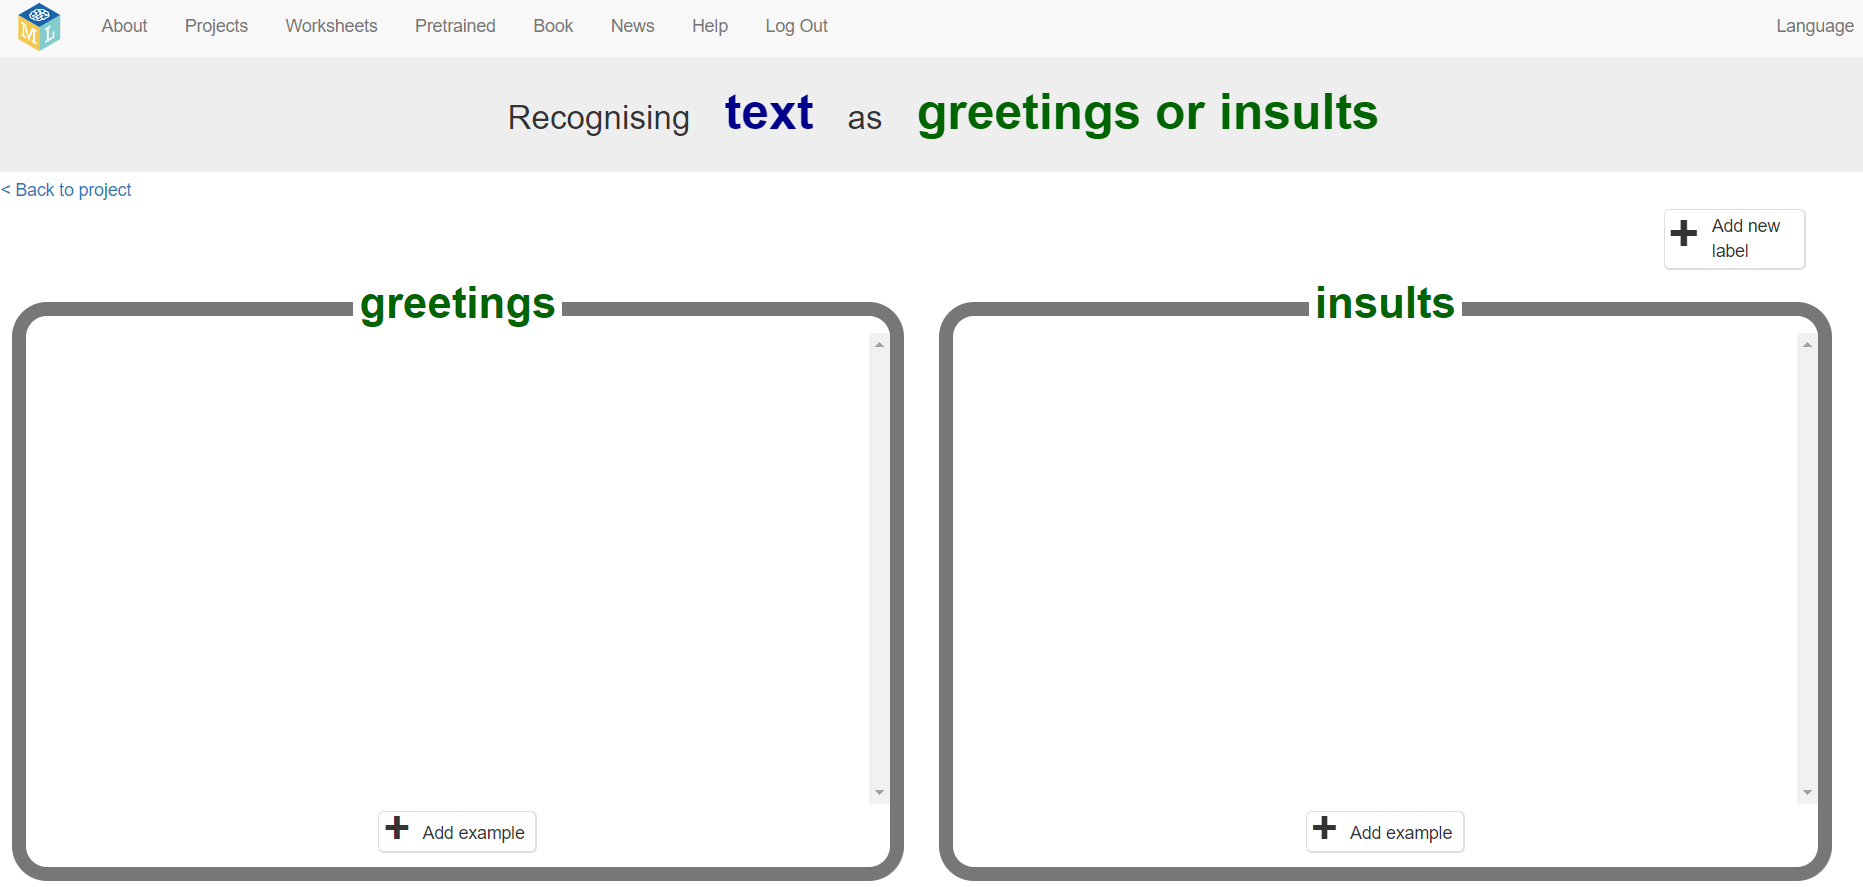 M L About Projects Worksheets Pretrained Book News Help Log Out Language
Recognising text as greetings or insults
< Back to project
Add new
label
greetings insults
Add example Add example